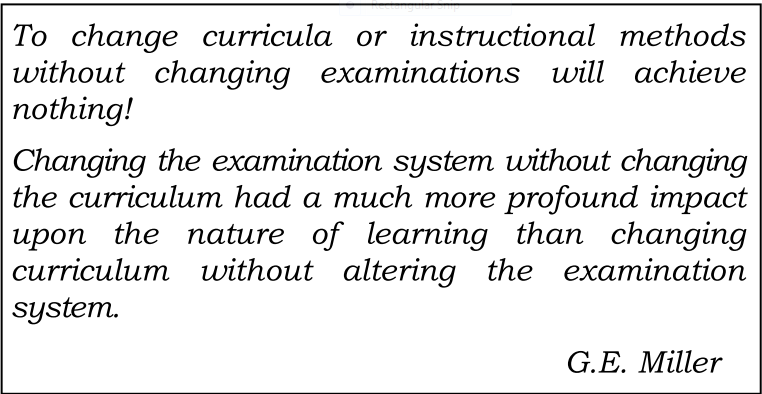 Rectangular Snip
To change curricula or instructional methods
without changing examinations will achieve
nothing!
Changing the examination system without changing
the curriculum had a much more profound impact
upon the nature of learning than changing
curriculum without altering the examination
system.
G.E. Miller